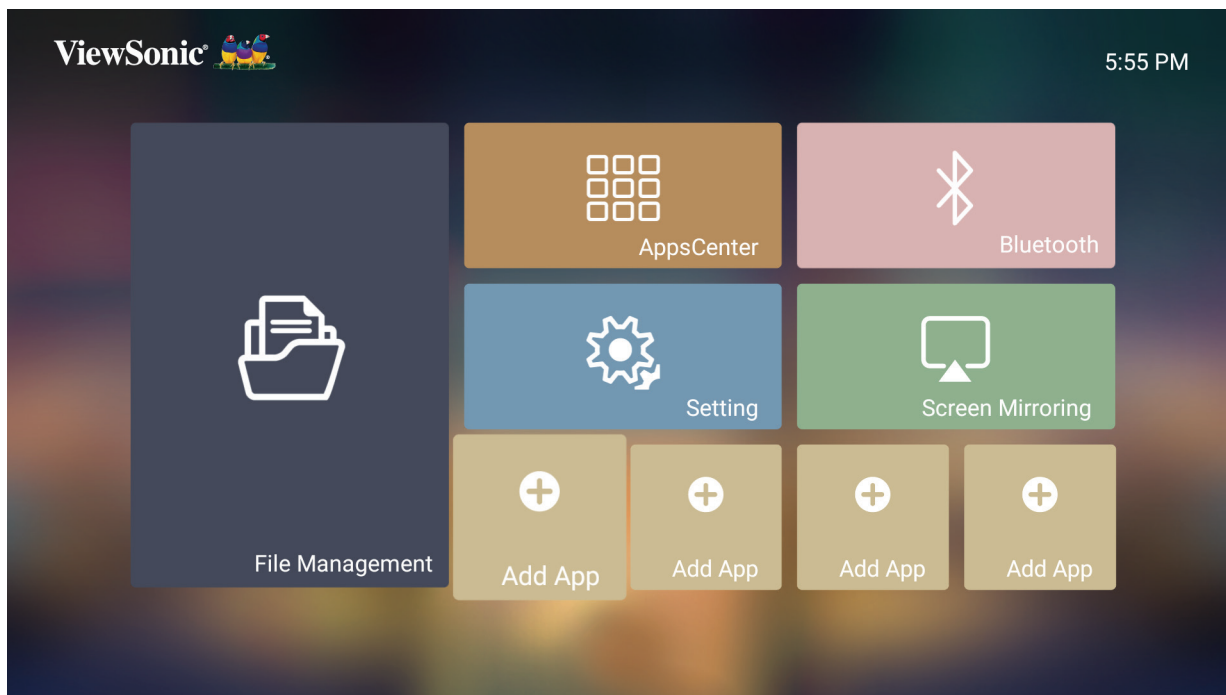 ViewSonic®
5:55 PM
AppsCenter
Bluetooth
Setting
Screen Mirroring
File Management
Add App
Add App
Add App
Add App